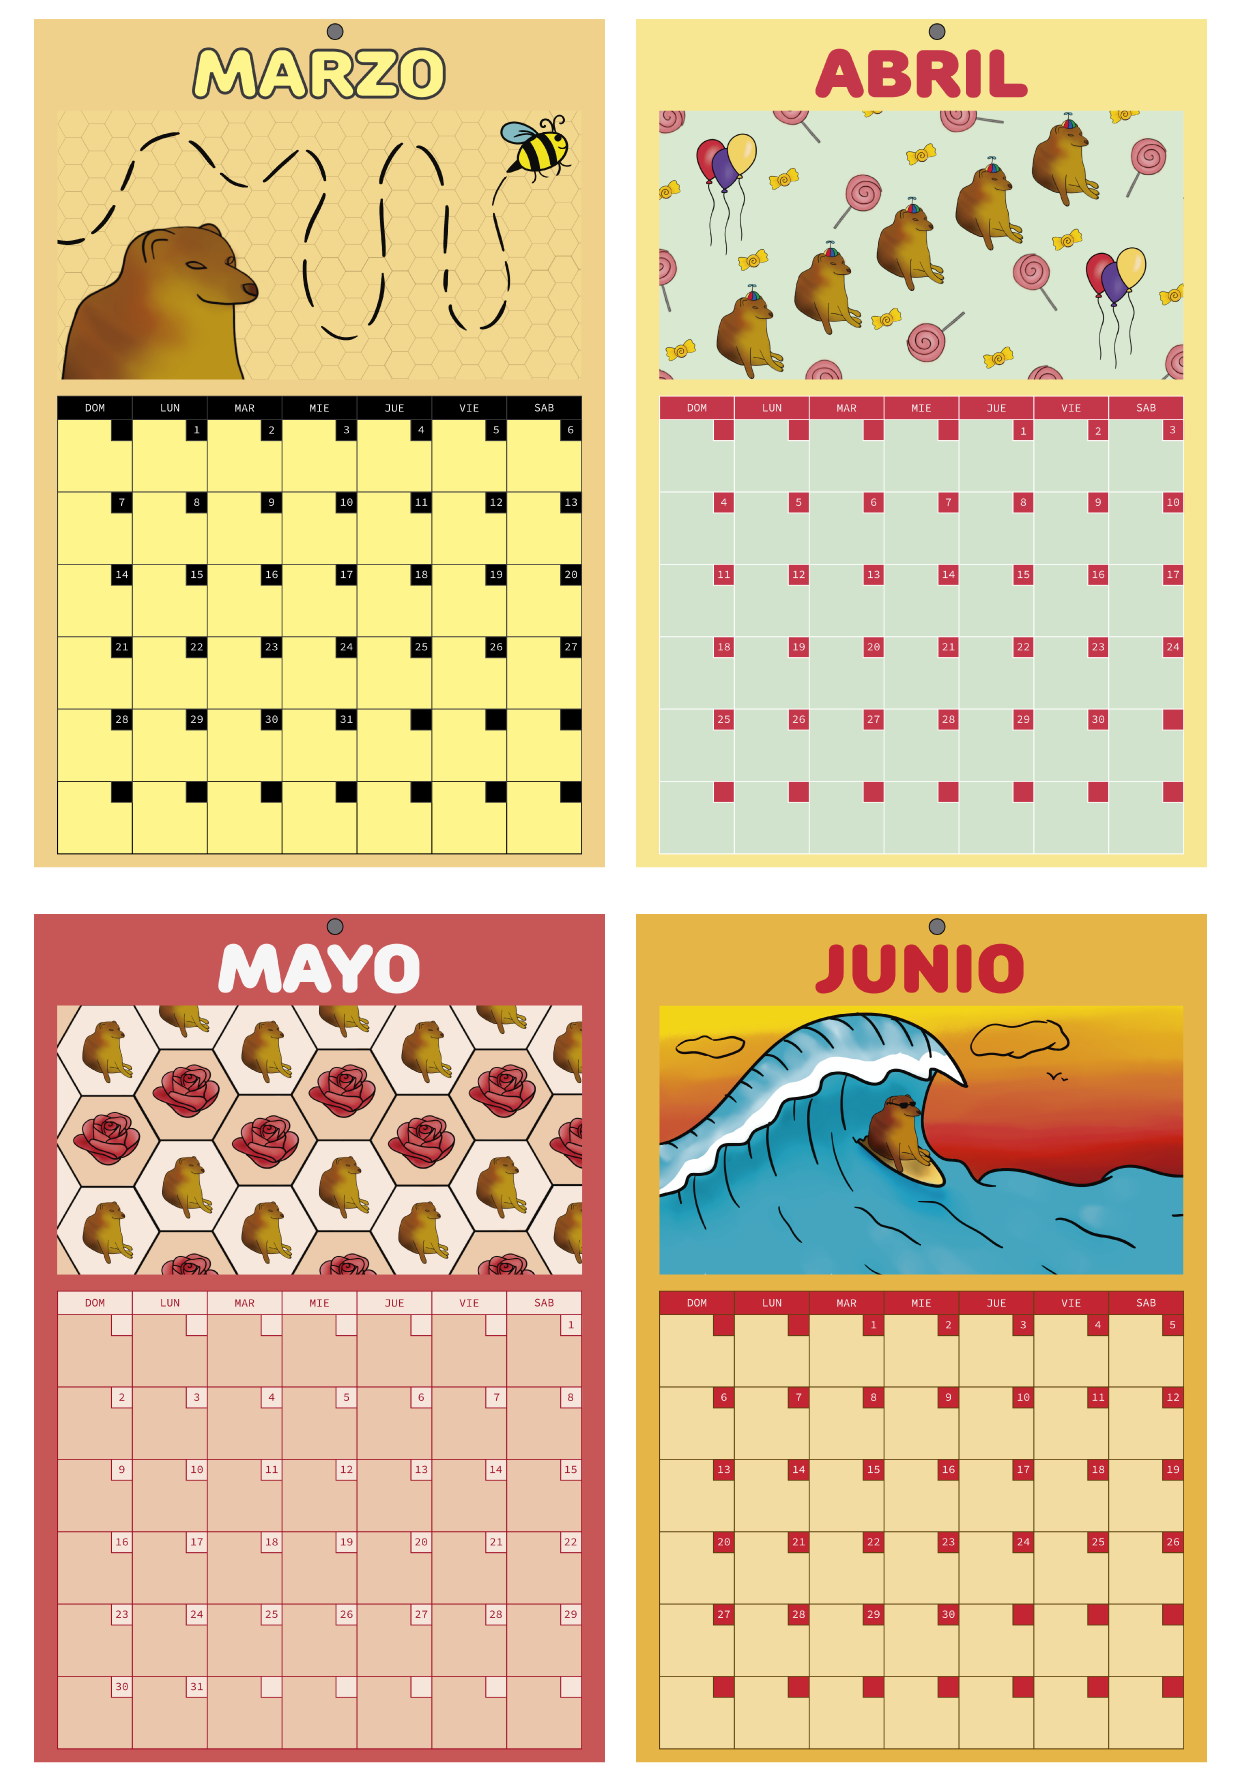 MARZO
DOM LUN MAR MIE JUE VIE SAB
1 2 3 4 5 6
7 8 9 10 11 12 13
14 15 16 17 18 19 20
21 22 23 24 25 26 27
28 29 30 31
ABRIL
DOM LUN MAR MIE JUE VIE SAB
1 2 3
4 5 6 7 8 9 10
11 12 13 14 15 16 17
18 19 20 21 22 23 24
25 26 27 28 29 30
MAYO
DOM LUN MAR MIE JUE VIE SAB
1
2 3 4 5 6 7 8
9 10 11 12 13 14 15
16 17 18 19 20 21 22
23 24 25 26 27 28 29
30 31
JUNIO
DOM LUN MAR MIE JUE VIE SAB
1 2 3 4 5
6 7 8 9 10 11 12
13 14 15 16 17 18 19
20 21 22 23 24 25 26
27 28 29 30